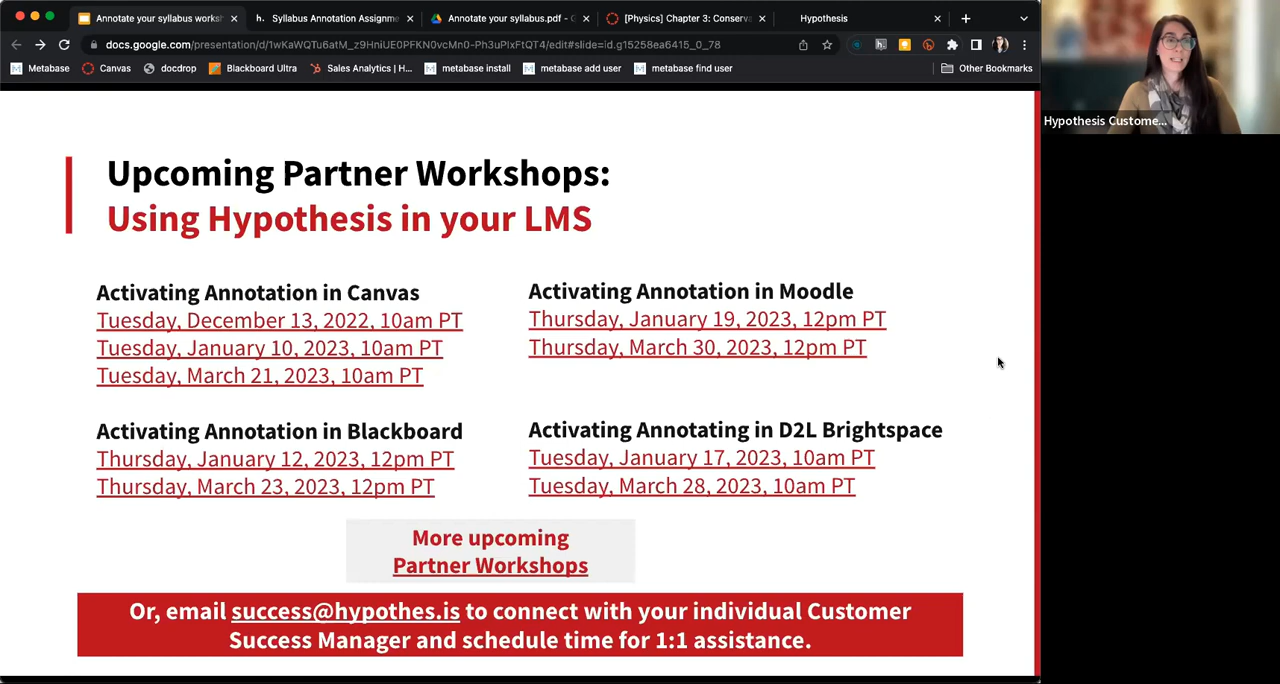 Annotate your syllabus works
Syllabus Annotation Assignme
Annotate your syllabus.pdf - G
[Physics] Chapter 3: Conserva
Hypothesis
docs.google.com/presentation/d/1wKaWQTu6atM_z9HniUE0PFKN0vcMn0-Ph3uPlxFtQT4/edit#slide=id.g15258ea6415_0_78
Metabase
Canvas
docdrop
Blackboard Ultra
Sales Analytics | H...
metabase install
metabase add user
metabase find user
Other Bookmarks
Hypothesis Custome...
Upcoming Partner Workshops:
Using Hypothesis in your LMS
Activating Annotation in Canvas
Tuesday, December 13, 2022, 10am PT
Tuesday, January 10, 2023, 10am PT
Tuesday, March 21, 2023, 10am PT
Activating Annotation in Moodle
Thursday, January 19, 2023, 12pm PT
Thursday, March 30, 2023, 12pm PT
Activating Annotation in Blackboard
Thursday, January 12, 2023, 12pm PT
Thursday, March 23, 2023, 12pm PT
Activating Annotating in D2L Brightspace
Tuesday, January 17, 2023, 10am PT
Tuesday, March 28, 2023, 10am PT
More upcoming
Partner Workshops
Or, email success@hypothes.is to connect with your individual Customer
Success Manager and schedule time for 1:1 assistance.